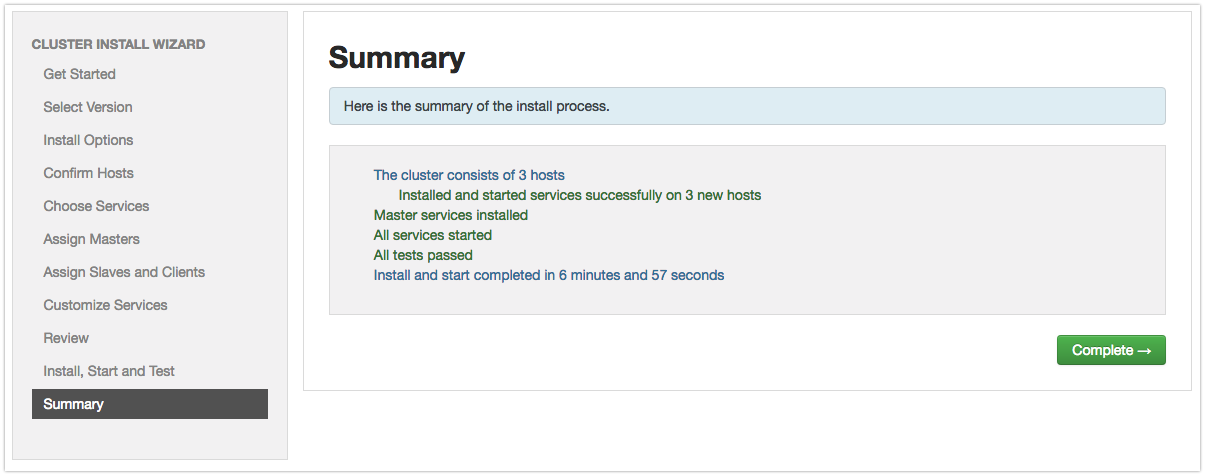 CLUSTER INSTALL WIZARD
Get Started
Select Version
Install Options
Confirm Hosts
Choose Services
Assign Masters
Assign Slaves and Clients
Customize Services
Review
Install, Start and Test
Summary
Summary
Here is the summary of the install process.
The cluster consists of 3 hosts
Installed and started services successfully on 3 new hosts
Master services installed
All services started
All tests passed
Install and start completed in 6 minutes and 57 seconds
Complete →